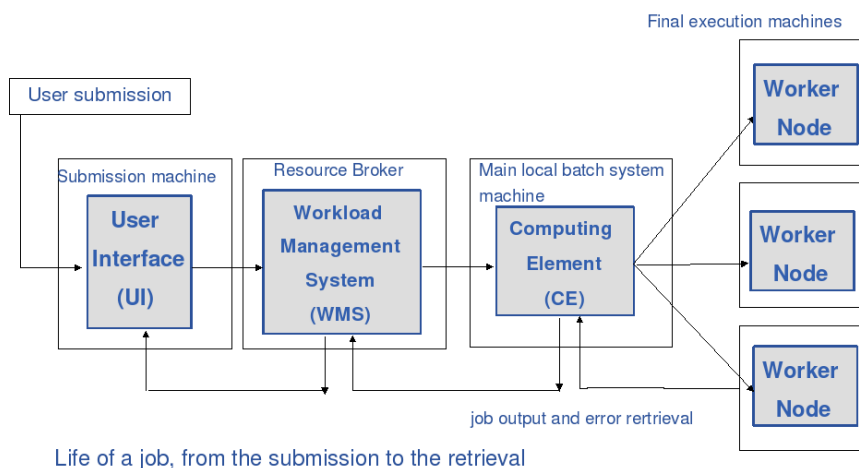 Final execution machines
User submission
Submission machine
User
Interface
(UI)
Resource Broker
Workload
Management
System
(WMS)
Main local batch system
machine
Computing
Element
(CE)
Worker
Node
Worker
Node
Worker
Node
job output and error rertrieval
Life of a job, from the submission to the retrieval